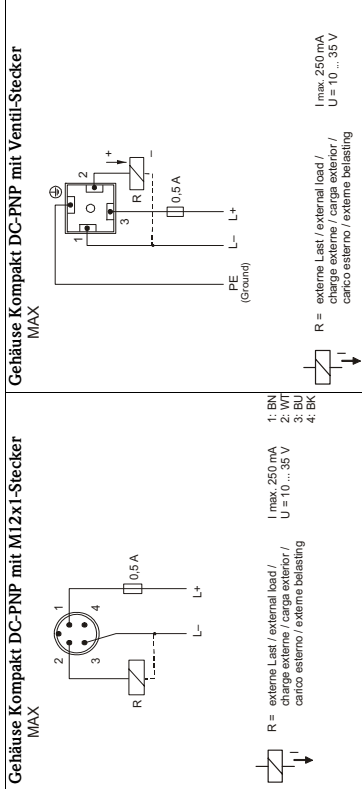 Gehäuse Kompakt DC-PNP mit M12x1-Stecker
MAX
2
1
3
4
0,5 A
R
L–
L+
R = externe Last / external load /
charge externe / carga exterior /
carico esterno / externe belasting
I max. 250 mA
U = 10 ... 35 V
1: BN
2: WT
3: BU
4: BK
I
Gehäuse Kompakt DC-PNP mit Ventil-Stecker
MAX
1
2
3
+
–
R
0,5 A
PE
(Ground)
L–
L+
R = externe Last / external load /
charge externe / carga exterior /
carico esterno / externe belasting
I max. 250 mA
U = 10 ... 35 V
I